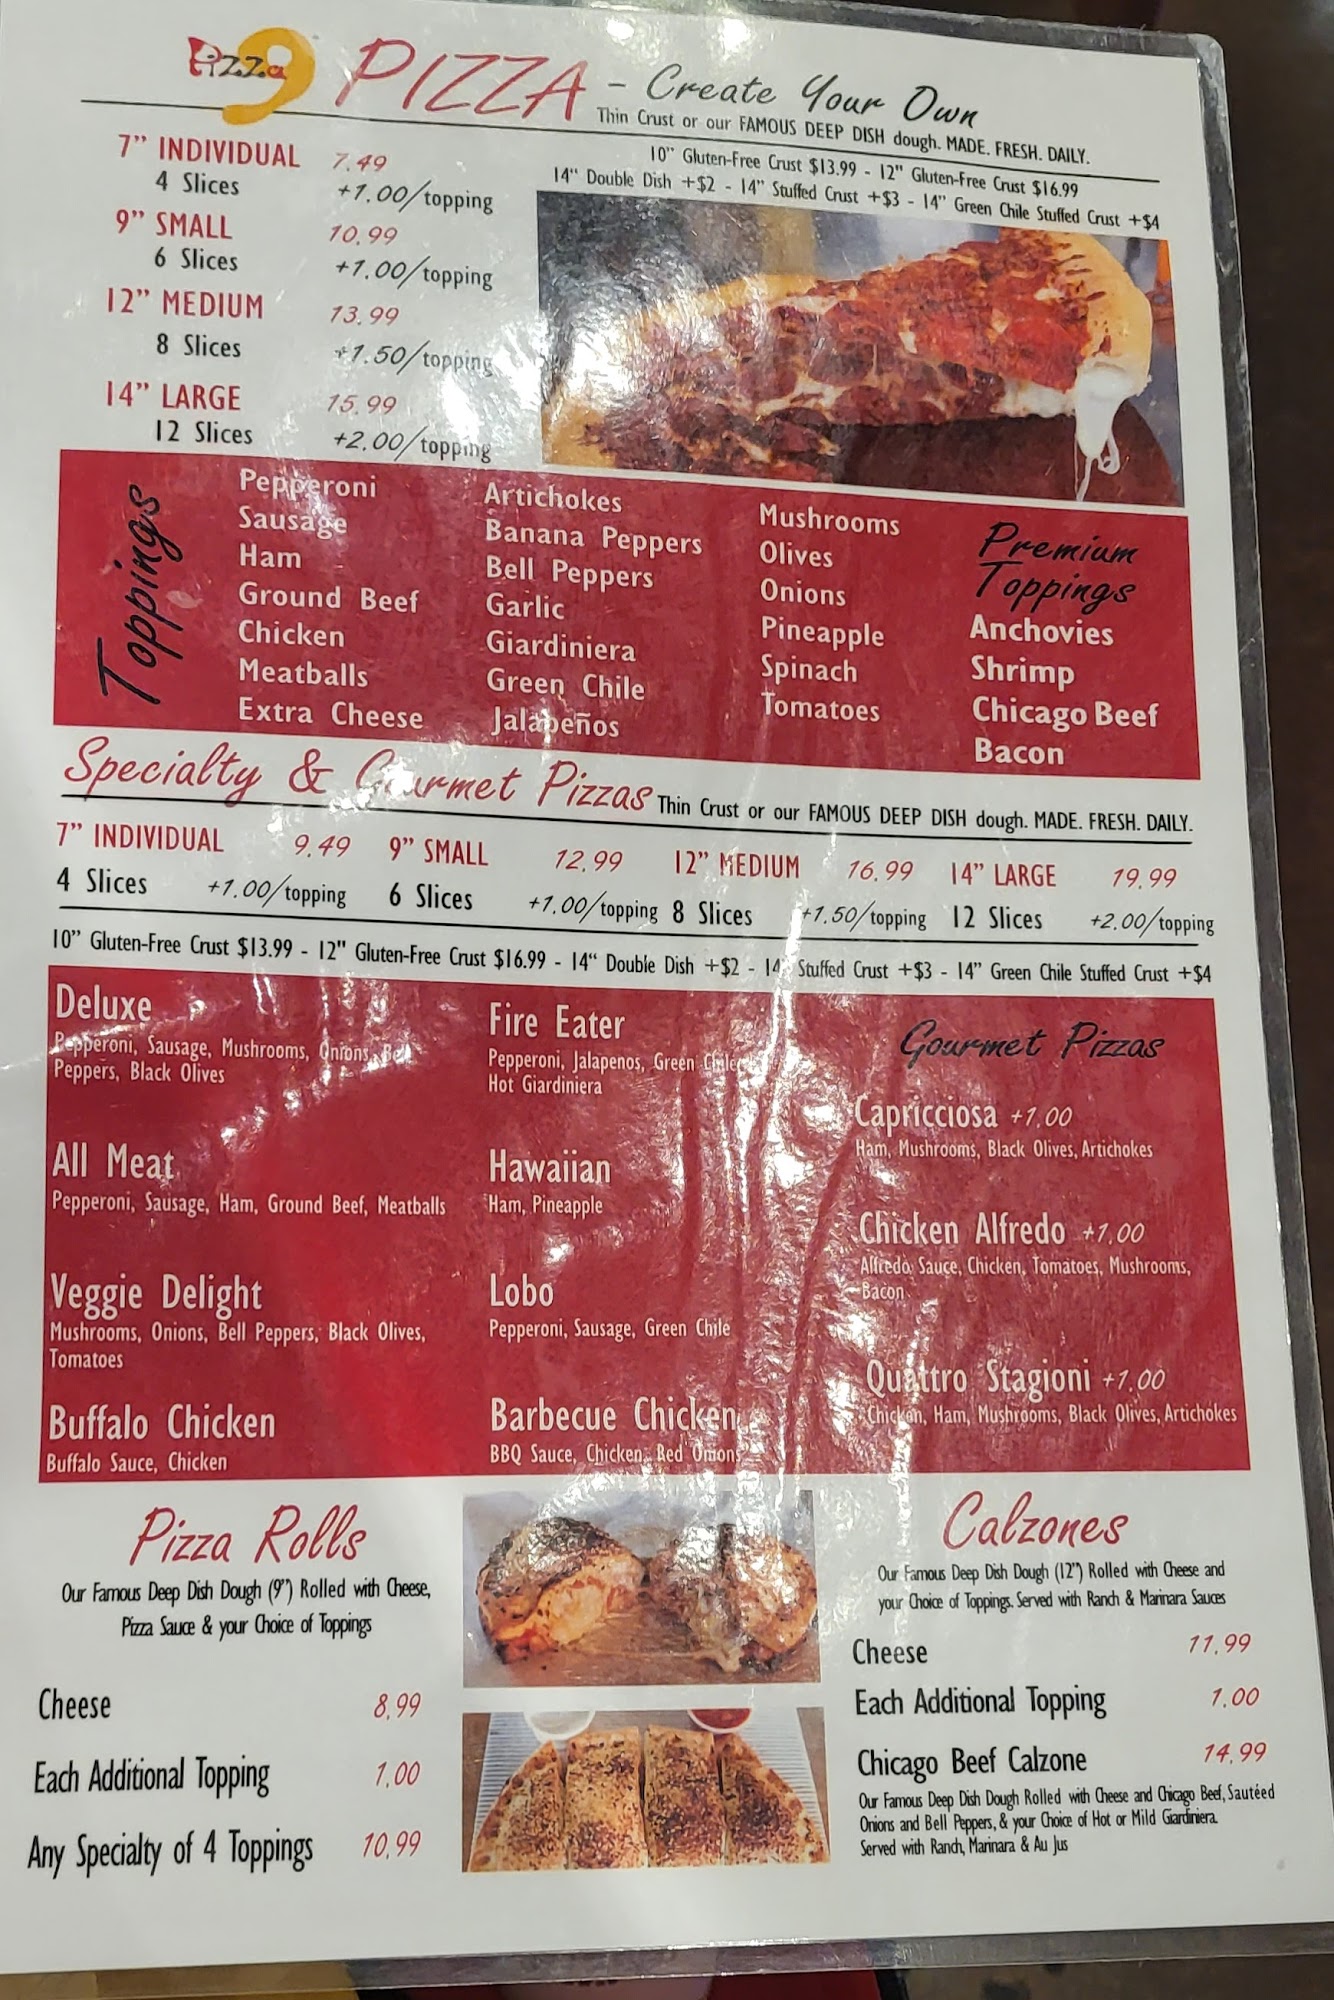 Pizza 9 PIZZA - Create Your Own
Thin Crust or our FAMOUS DEEP DISH dough. MADE. FRESH. DAILY.
10" Gluten-Free Crust $13.99 - 12" Gluten-Free Crust $16.99
14" Double Dish +$2 - 14" Stuffed Crust +$3 - 14" Green Chile Stuffed Crust +$4
7" INDIVIDUAL 7.49
4 Slices +1.00/topping
9" SMALL 10.99
6 Slices +1.00/topping
12" MEDIUM 13.99
8 Slices +1.50/topping
14" LARGE 15.99
12 Slices +2.00/topping
Toppings
Pepperoni
Sausage
Ham
Ground Beef
Chicken
Meatballs
Extra Cheese
Artichokes
Banana Peppers
Bell Peppers
Garlic
Giardiniera
Green Chile
Jalapeños
Mushrooms
Olives
Onions
Pineapple
Spinach
Tomatoes
Premium
Toppings
Anchovies
Shrimp
Chicago Beef
Bacon
Specialty & Gourmet Pizzas Thin Crust or our FAMOUS DEEP DISH dough. MADE. FRESH. DAILY.
7" INDIVIDUAL 9.49 9" SMALL 12.99 12" MEDIUM 16.99 14" LARGE 19.99
4 Slices +1.00/topping 6 Slices +1.00/topping 8 Slices +1.50/topping 12 Slices +2.00/topping
10" Gluten-Free Crust $13.99 - 12" Gluten-Free Crust $16.99 - 14" Double Dish +$2 - 14" Stuffed Crust +$3 - 14" Green Chile Stuffed Crust +$4
Deluxe
Pepperoni, Sausage, Mushrooms, Onions, Bell
Peppers, Black Olives
All Meat
Pepperoni, Sausage, Ham, Ground Beef, Meatballs
Veggie Delight
Mushrooms, Onions, Bell Peppers, Black Olives,
Tomatoes
Buffalo Chicken
Buffalo Sauce, Chicken
Fire Eater
Pepperoni, Jalapenos, Green Chile,
Hot Giardiniera
Hawaiian
Ham, Pineapple
Lobo
Pepperoni, Sausage, Green Chile
Barbecue Chicken
BBQ Sauce, Chicken, Red Onions
Gourmet Pizzas
Capricciosa +1.00
Ham, Mushrooms, Black Olives, Artichokes
Chicken Alfredo +1.00
Alfredo Sauce, Chicken, Tomatoes, Mushrooms,
Bacon
Quattro Stagioni +1.00
Chicken, Ham, Mushrooms, Black Olives, Artichokes
Pizza Rolls
Our Famous Deep Dish Dough (9") Rolled with Cheese,
Pizza Sauce & your Choice of Toppings
Cheese 8.99
Each Additional Topping 1.00
Any Specialty of 4 Toppings 10.99
Calzones
Our Famous Deep Dish Dough (12") Rolled with Cheese and
your Choice of Toppings. Served with Ranch & Marinara Sauces
Cheese 11.99
Each Additional Topping 1.00
Chicago Beef Calzone 14.99
Our Famous Deep Dish Dough Rolled with Cheese and Chicago Beef, Sautéed
Onions and Bell Peppers, & your Choice of Hot or Mild Giardiniera.
Served with Ranch, Marinara & Au Jus